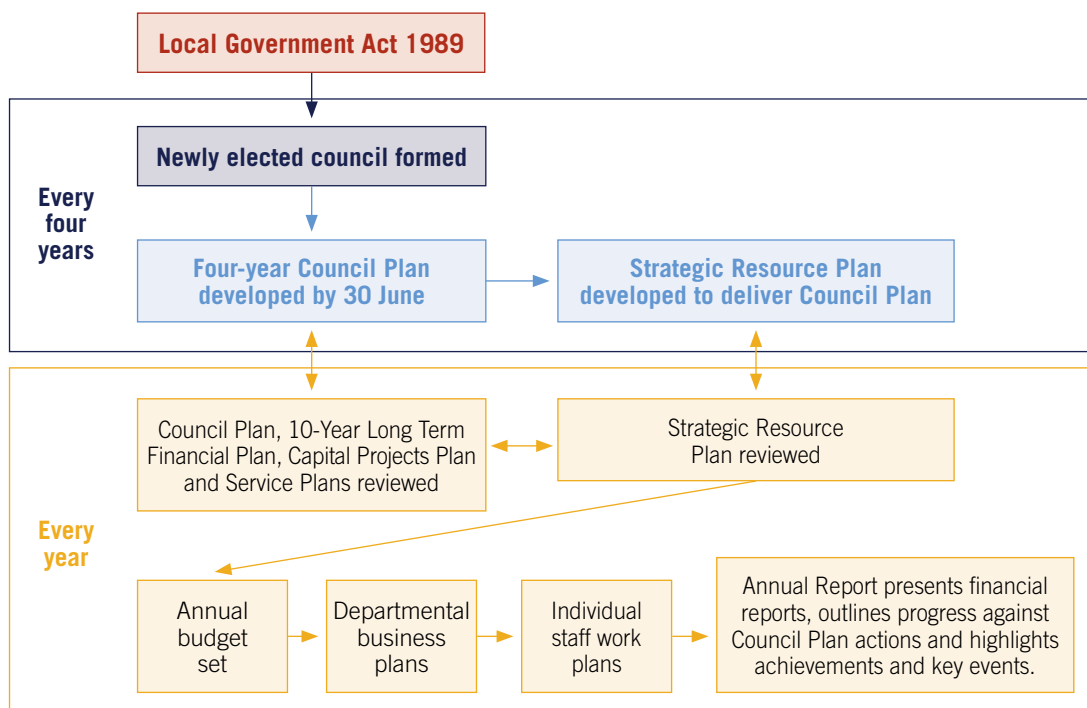 Local Government Act 1989
Newly elected council formed
Every
four
years
Four-year Council Plan
developed by 30 June
Strategic Resource Plan
developed to deliver Council Plan
Council Plan, 10-Year Long Term
Financial Plan, Capital Projects Plan
and Service Plans reviewed
Strategic Resource
Plan reviewed
Every
year
Annual
budget
set
Departmental
business
plans
Individual
staff work
plans
Annual Report presents financial
reports, outlines progress against
Council Plan actions and highlights
achievements and key events.